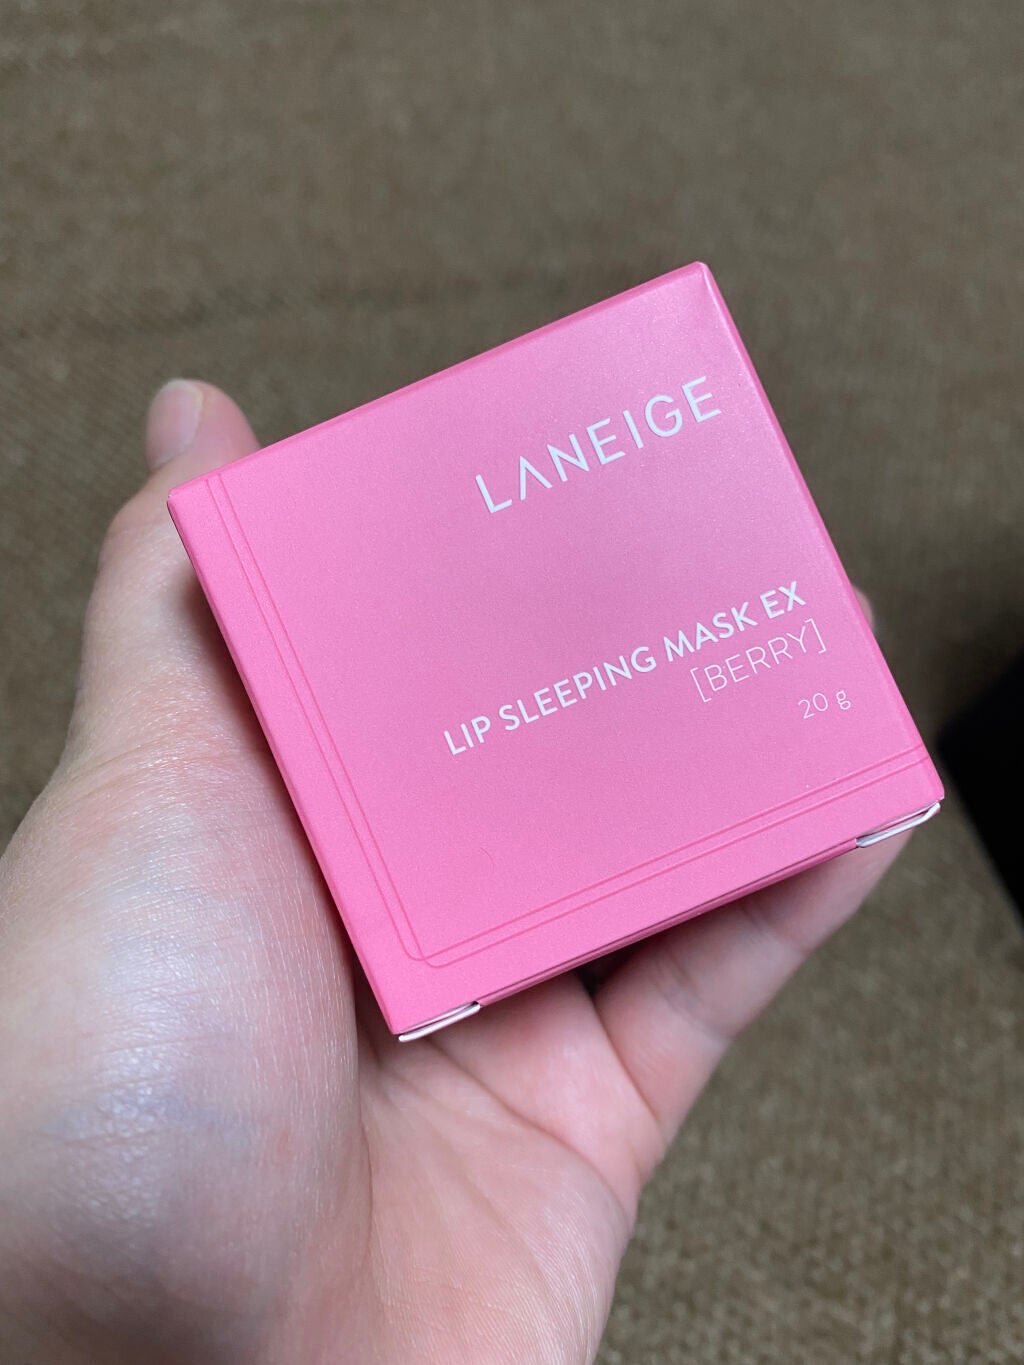 LANEIGE
LIP SLEEPING MASK EX
[BERRY]
20 g